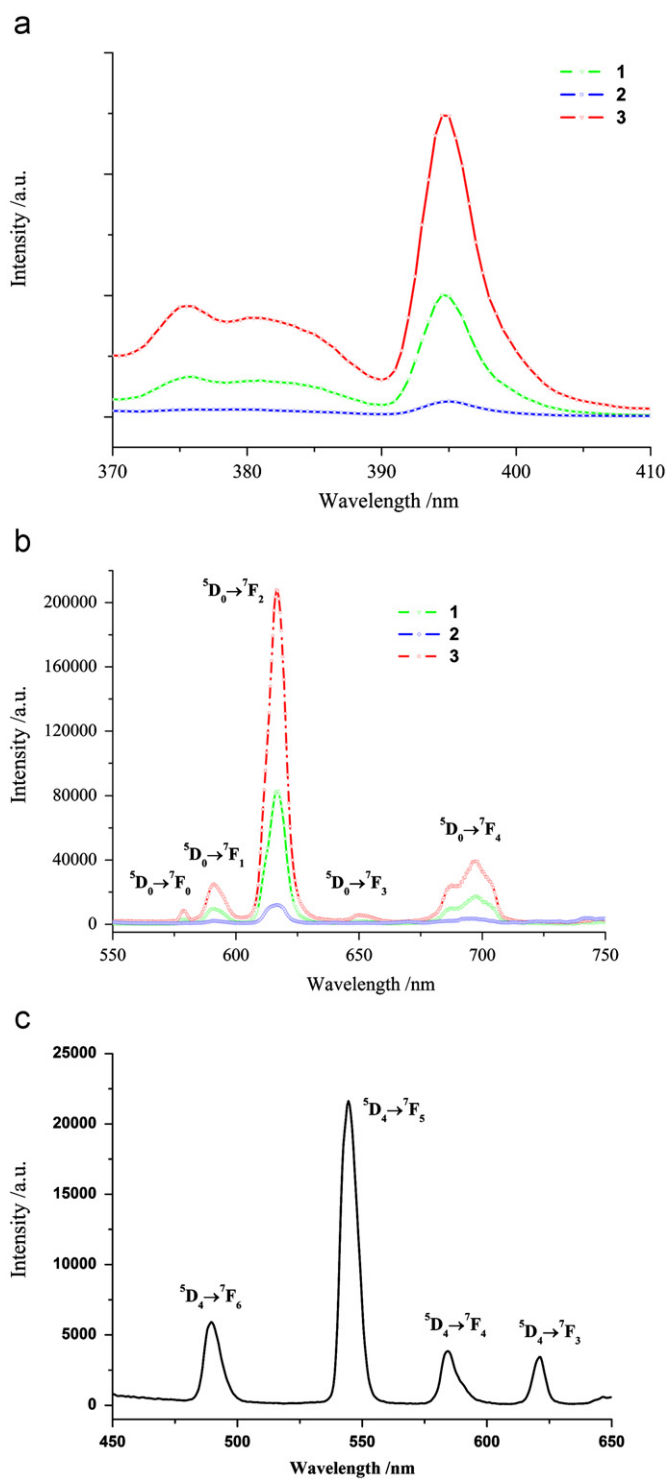 a
1
2
3
Intensity /a.u.
370 380 390 400 410
Wavelength /nm
b
⁵D₀→⁷F₂
200000
1
2
3
160000
120000
Intensity /a.u.
80000
⁵D₀→⁷F₁
⁵D₀→⁷F₄
40000
⁵D₀→⁷F₀
⁵D₀→⁷F₃
0
550 600 650 700 750
Wavelength /nm
c
25000
⁵D₄→⁷F₅
20000
15000
Intensity /a.u.
10000
⁵D₄→⁷F₆
5000
⁵D₄→⁷F₄
⁵D₄→⁷F₃
0
450 500 550 600 650
Wavelength /nm